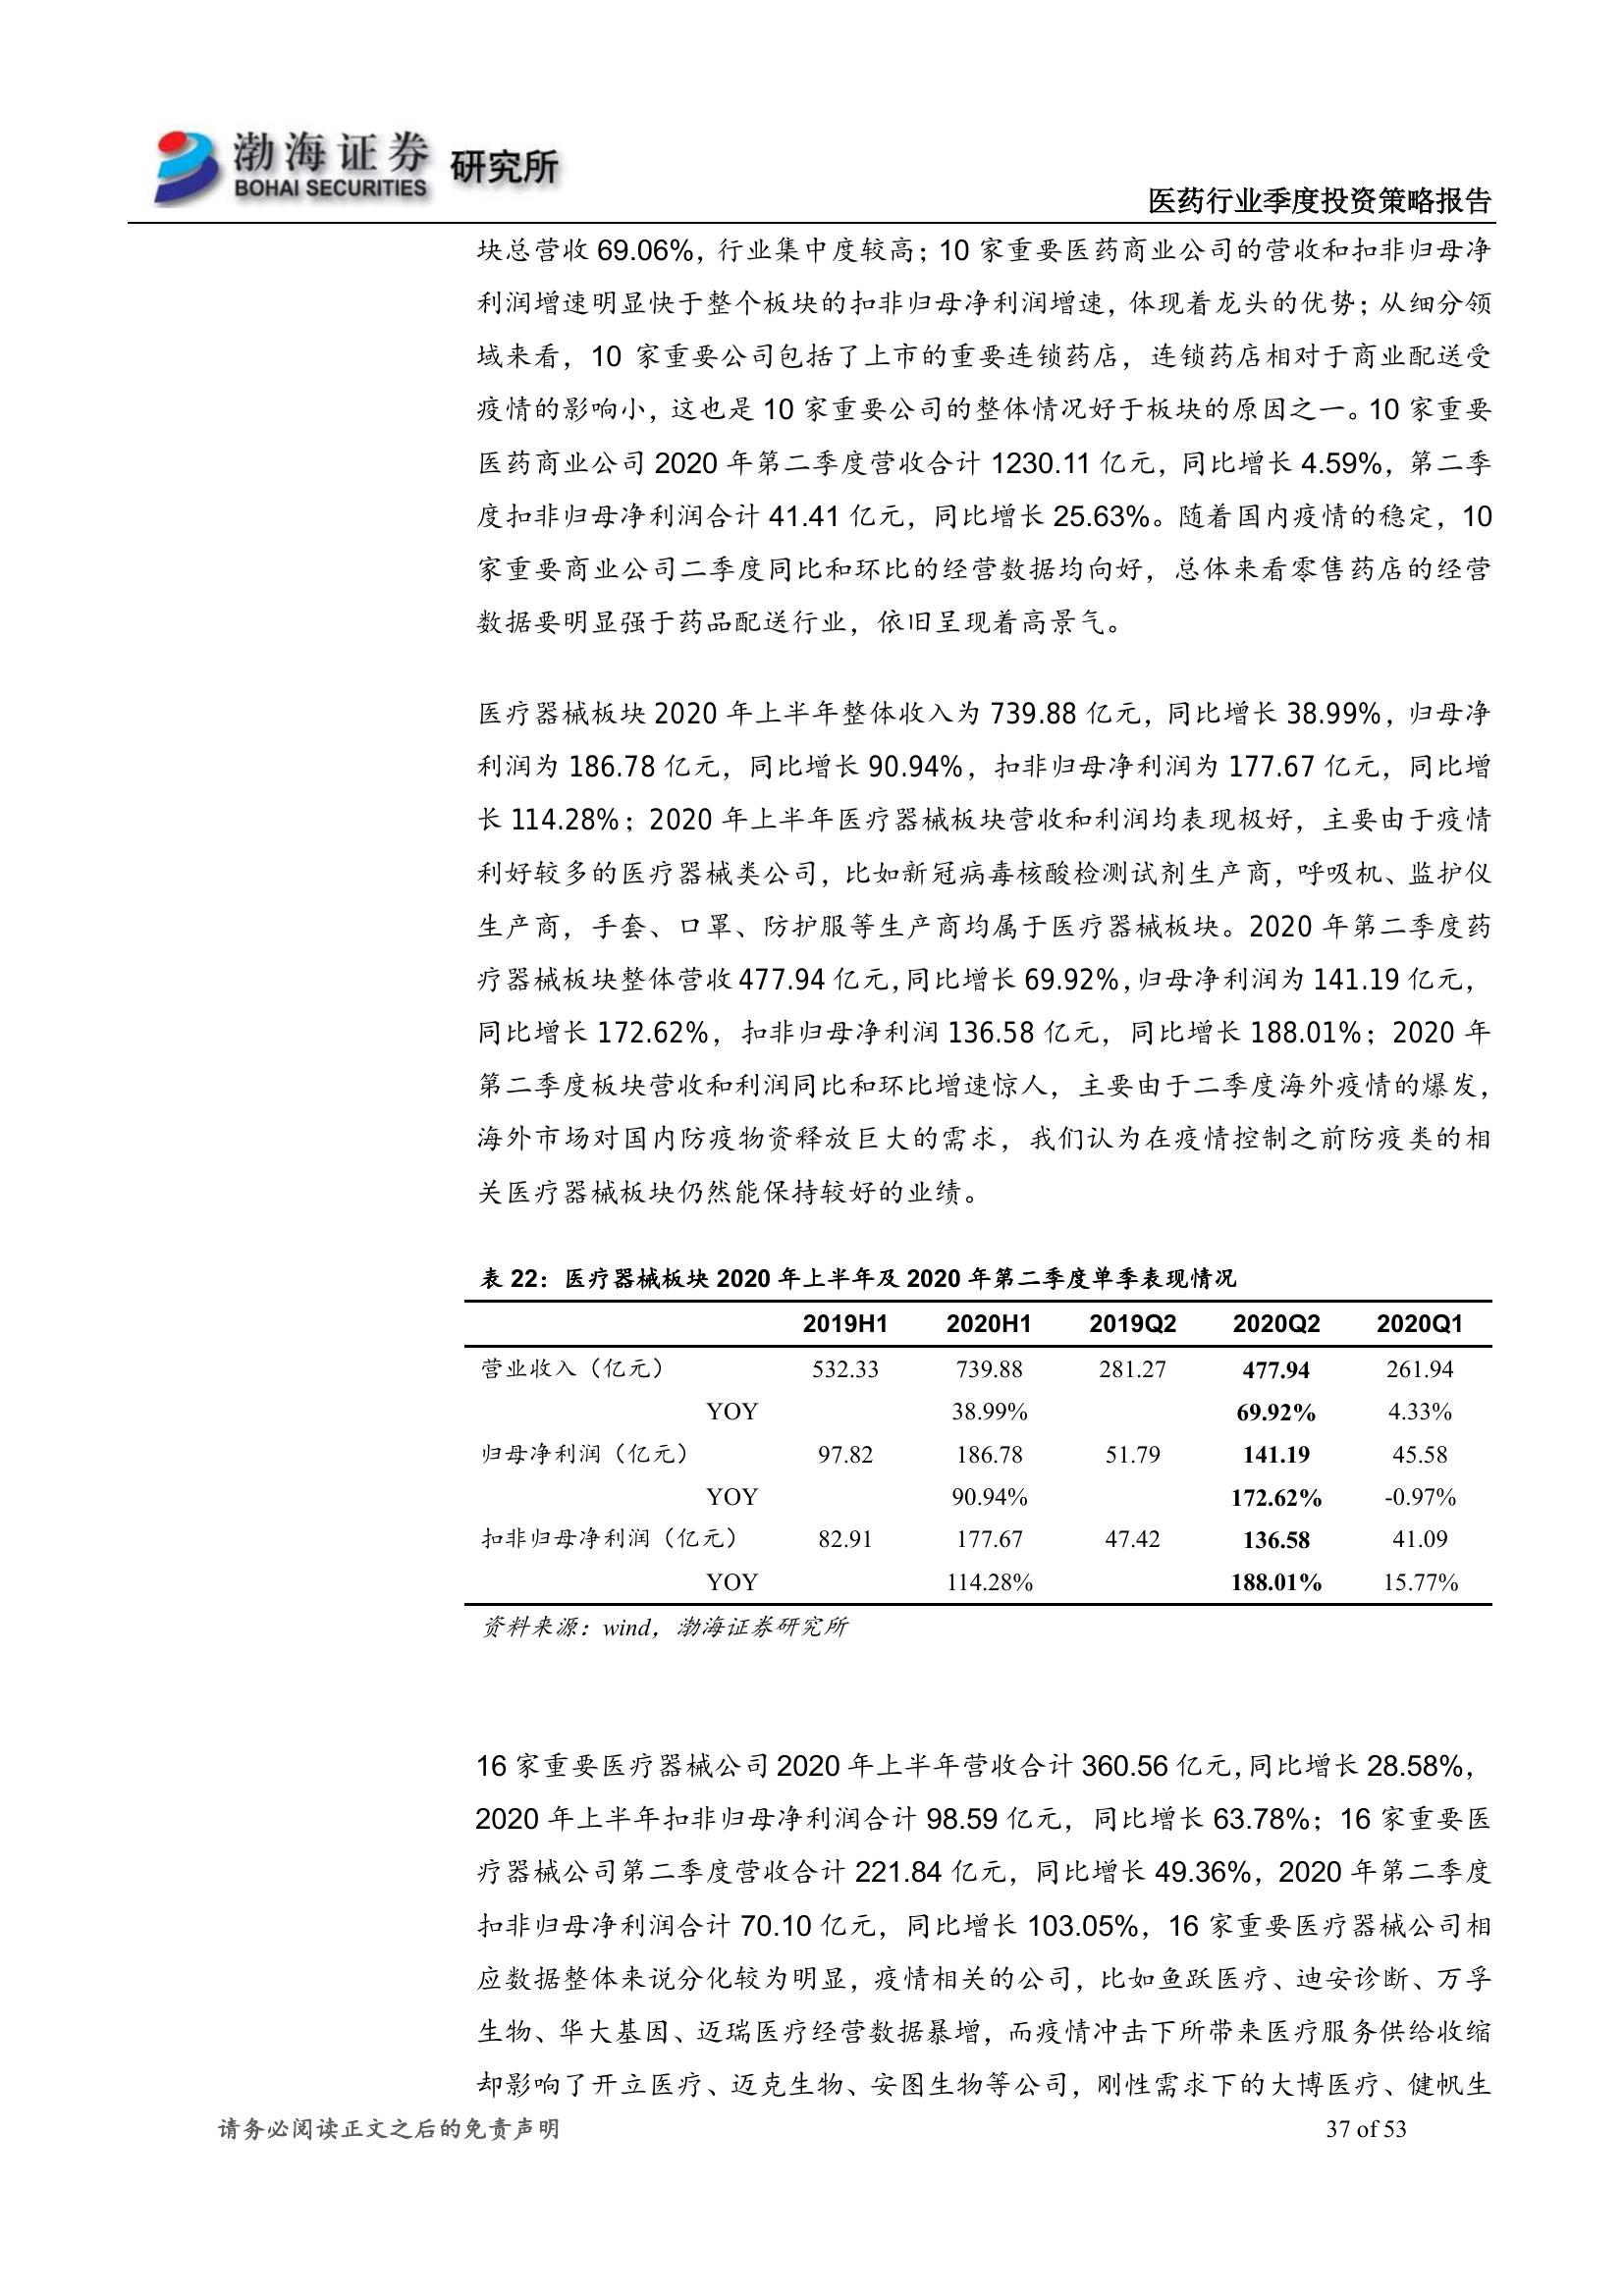 渤海证券 研究所
BOHAI SECURITIES
医药行业季度投资策略报告
块总营收 69.06%，行业集中度较高；10 家重要医药商业公司的营收和扣非归母净
利润增速明显快于整个板块的扣非归母净利润增速，体现着龙头的优势；从细分领
域来看，10 家重要公司包括了上市的重要连锁药店，连锁药店相对于商业配送受
疫情的影响小，这也是 10 家重要公司的整体情况好于板块的原因之一。10 家重要
医药商业公司 2020 年第二季度营收合计 1230.11 亿元，同比增长 4.59%，第二季
度扣非归母净利润合计 41.41 亿元，同比增长 25.63%。随着国内疫情的稳定，10
家重要商业公司二季度同比和环比的经营数据均向好，总体来看零售药店的经营
数据要明显强于药品配送行业，依旧呈现着高景气。
医疗器械板块 2020 年上半年整体收入为 739.88 亿元，同比增长 38.99%，归母净
利润为 186.78 亿元，同比增长 90.94%，扣非归母净利润为 177.67 亿元，同比增
长 114.28%；2020 年上半年医疗器械板块营收和利润均表现极好，主要由于疫情
利好较多的医疗器械类公司，比如新冠病毒核酸检测试剂生产商，呼吸机、监护仪
生产商，手套、口罩、防护服等生产商均属于医疗器械板块。2020 年第二季度药
疗器械板块整体营收 477.94 亿元，同比增长 69.92%，归母净利润为 141.19 亿元，
同比增长 172.62%，扣非归母净利润 136.58 亿元，同比增长 188.01%；2020 年
第二季度板块营收和利润同比和环比增速惊人，主要由于二季度海外疫情的爆发，
海外市场对国内防疫物资释放巨大的需求，我们认为在疫情控制之前防疫类的相
关医疗器械板块仍然能保持较好的业绩。
表 22：医疗器械板块 2020 年上半年及 2020 年第二季度单季表现情况
2019H1 2020H1 2019Q2 2020Q2 2020Q1
营业收入（亿元） 532.33 739.88 281.27 477.94 261.94
YOY 38.99% 69.92% 4.33%
归母净利润（亿元） 97.82 186.78 51.79 141.19 45.58
YOY 90.94% 172.62% -0.97%
扣非归母净利润（亿元） 82.91 177.67 47.42 136.58 41.09
YOY 114.28% 188.01% 15.77%
资料来源：wind，渤海证券研究所
16 家重要医疗器械公司 2020 年上半年营收合计 360.56 亿元，同比增长 28.58%，
2020 年上半年扣非归母净利润合计 98.59 亿元，同比增长 63.78%；16 家重要医
疗器械公司第二季度营收合计 221.84 亿元，同比增长 49.36%，2020 年第二季度
扣非归母净利润合计 70.10 亿元，同比增长 103.05%，16 家重要医疗器械公司相
应数据整体来说分化较为明显，疫情相关的公司，比如鱼跃医疗、迪安诊断、万孚
生物、华大基因、迈瑞医疗经营数据暴增，而疫情冲击下所带来医疗服务供给收缩
却影响了开立医疗、迈克生物、安图生物等公司，刚性需求下的大博医疗、健帆生
请务必阅读正文之后的免责声明
37 of 53